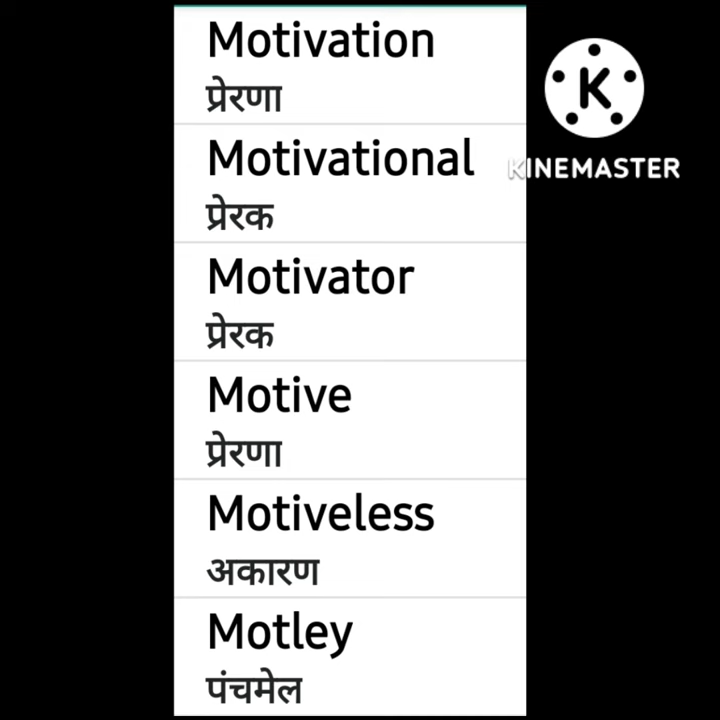 Motivation
प्रेरणा
Motivational
प्रेरक
Motivator
प्रेरक
Motive
प्रेरणा
Motiveless
अकारण
Motley
पंचमेल
K
KINEMASTER